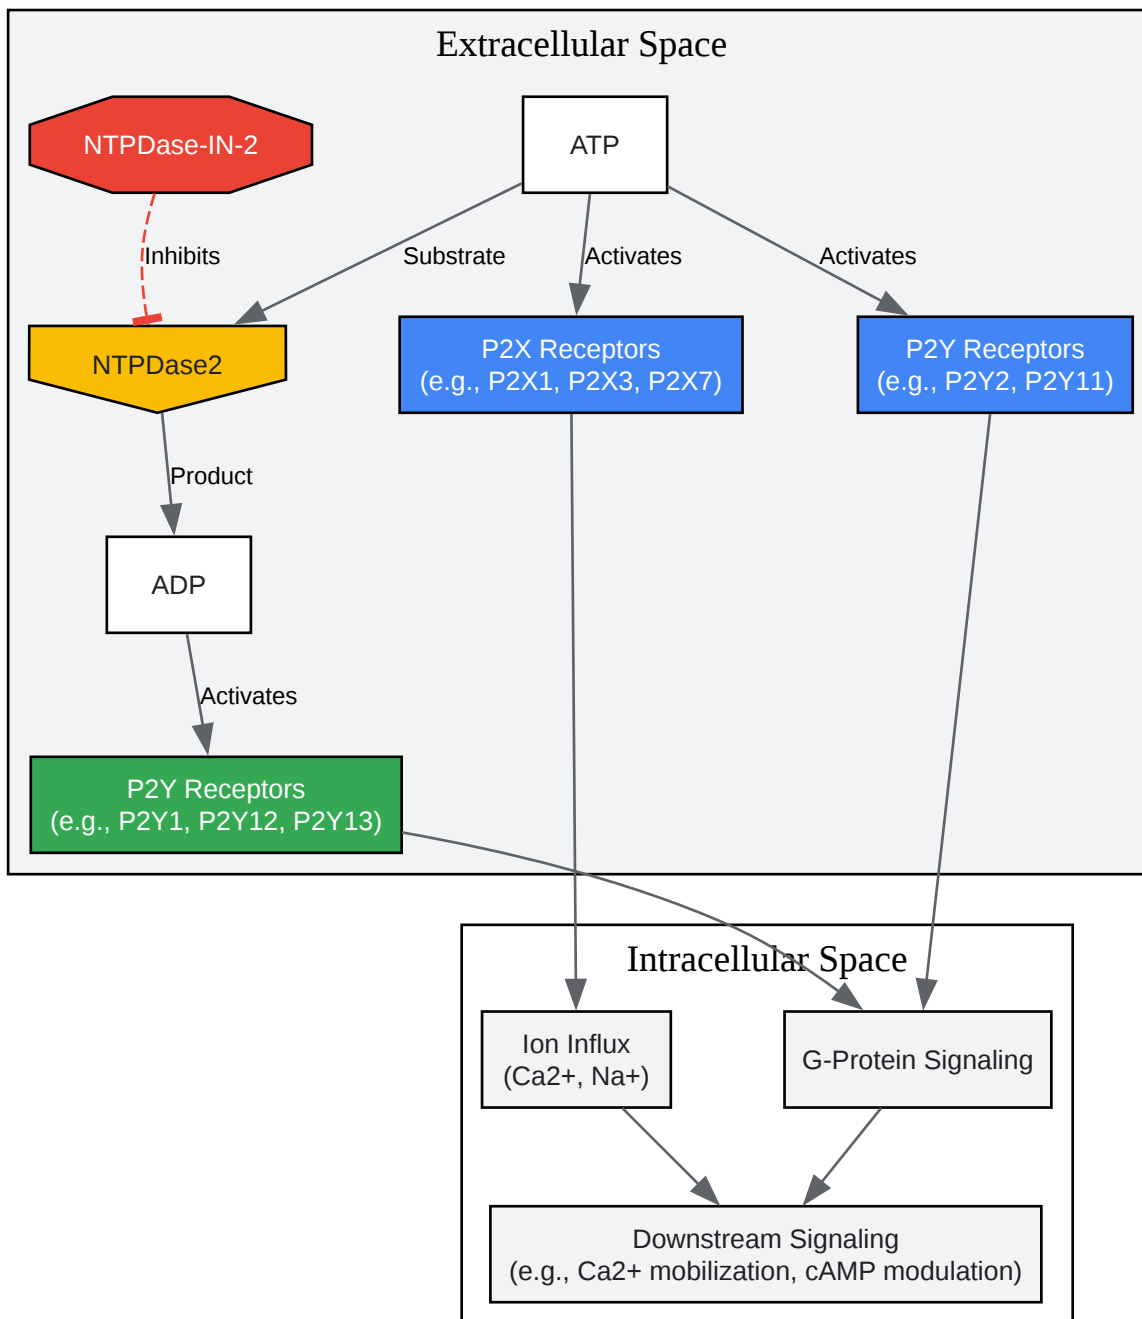 Extracellular Space
NTPDase-IN-2
ATP
Inhibits
Substrate
Activates
Activates
NTPDase2
P2X Receptors
(e.g., P2X1, P2X3, P2X7)
P2Y Receptors
(e.g., P2Y2, P2Y11)
Product
ADP
Activates
P2Y Receptors
(e.g., P2Y1, P2Y12, P2Y13)
Intracellular Space
Ion Influx
(Ca2+, Na+)
G-Protein Signaling
Downstream Signaling
(e.g., Ca2+ mobilization, cAMP modulation)